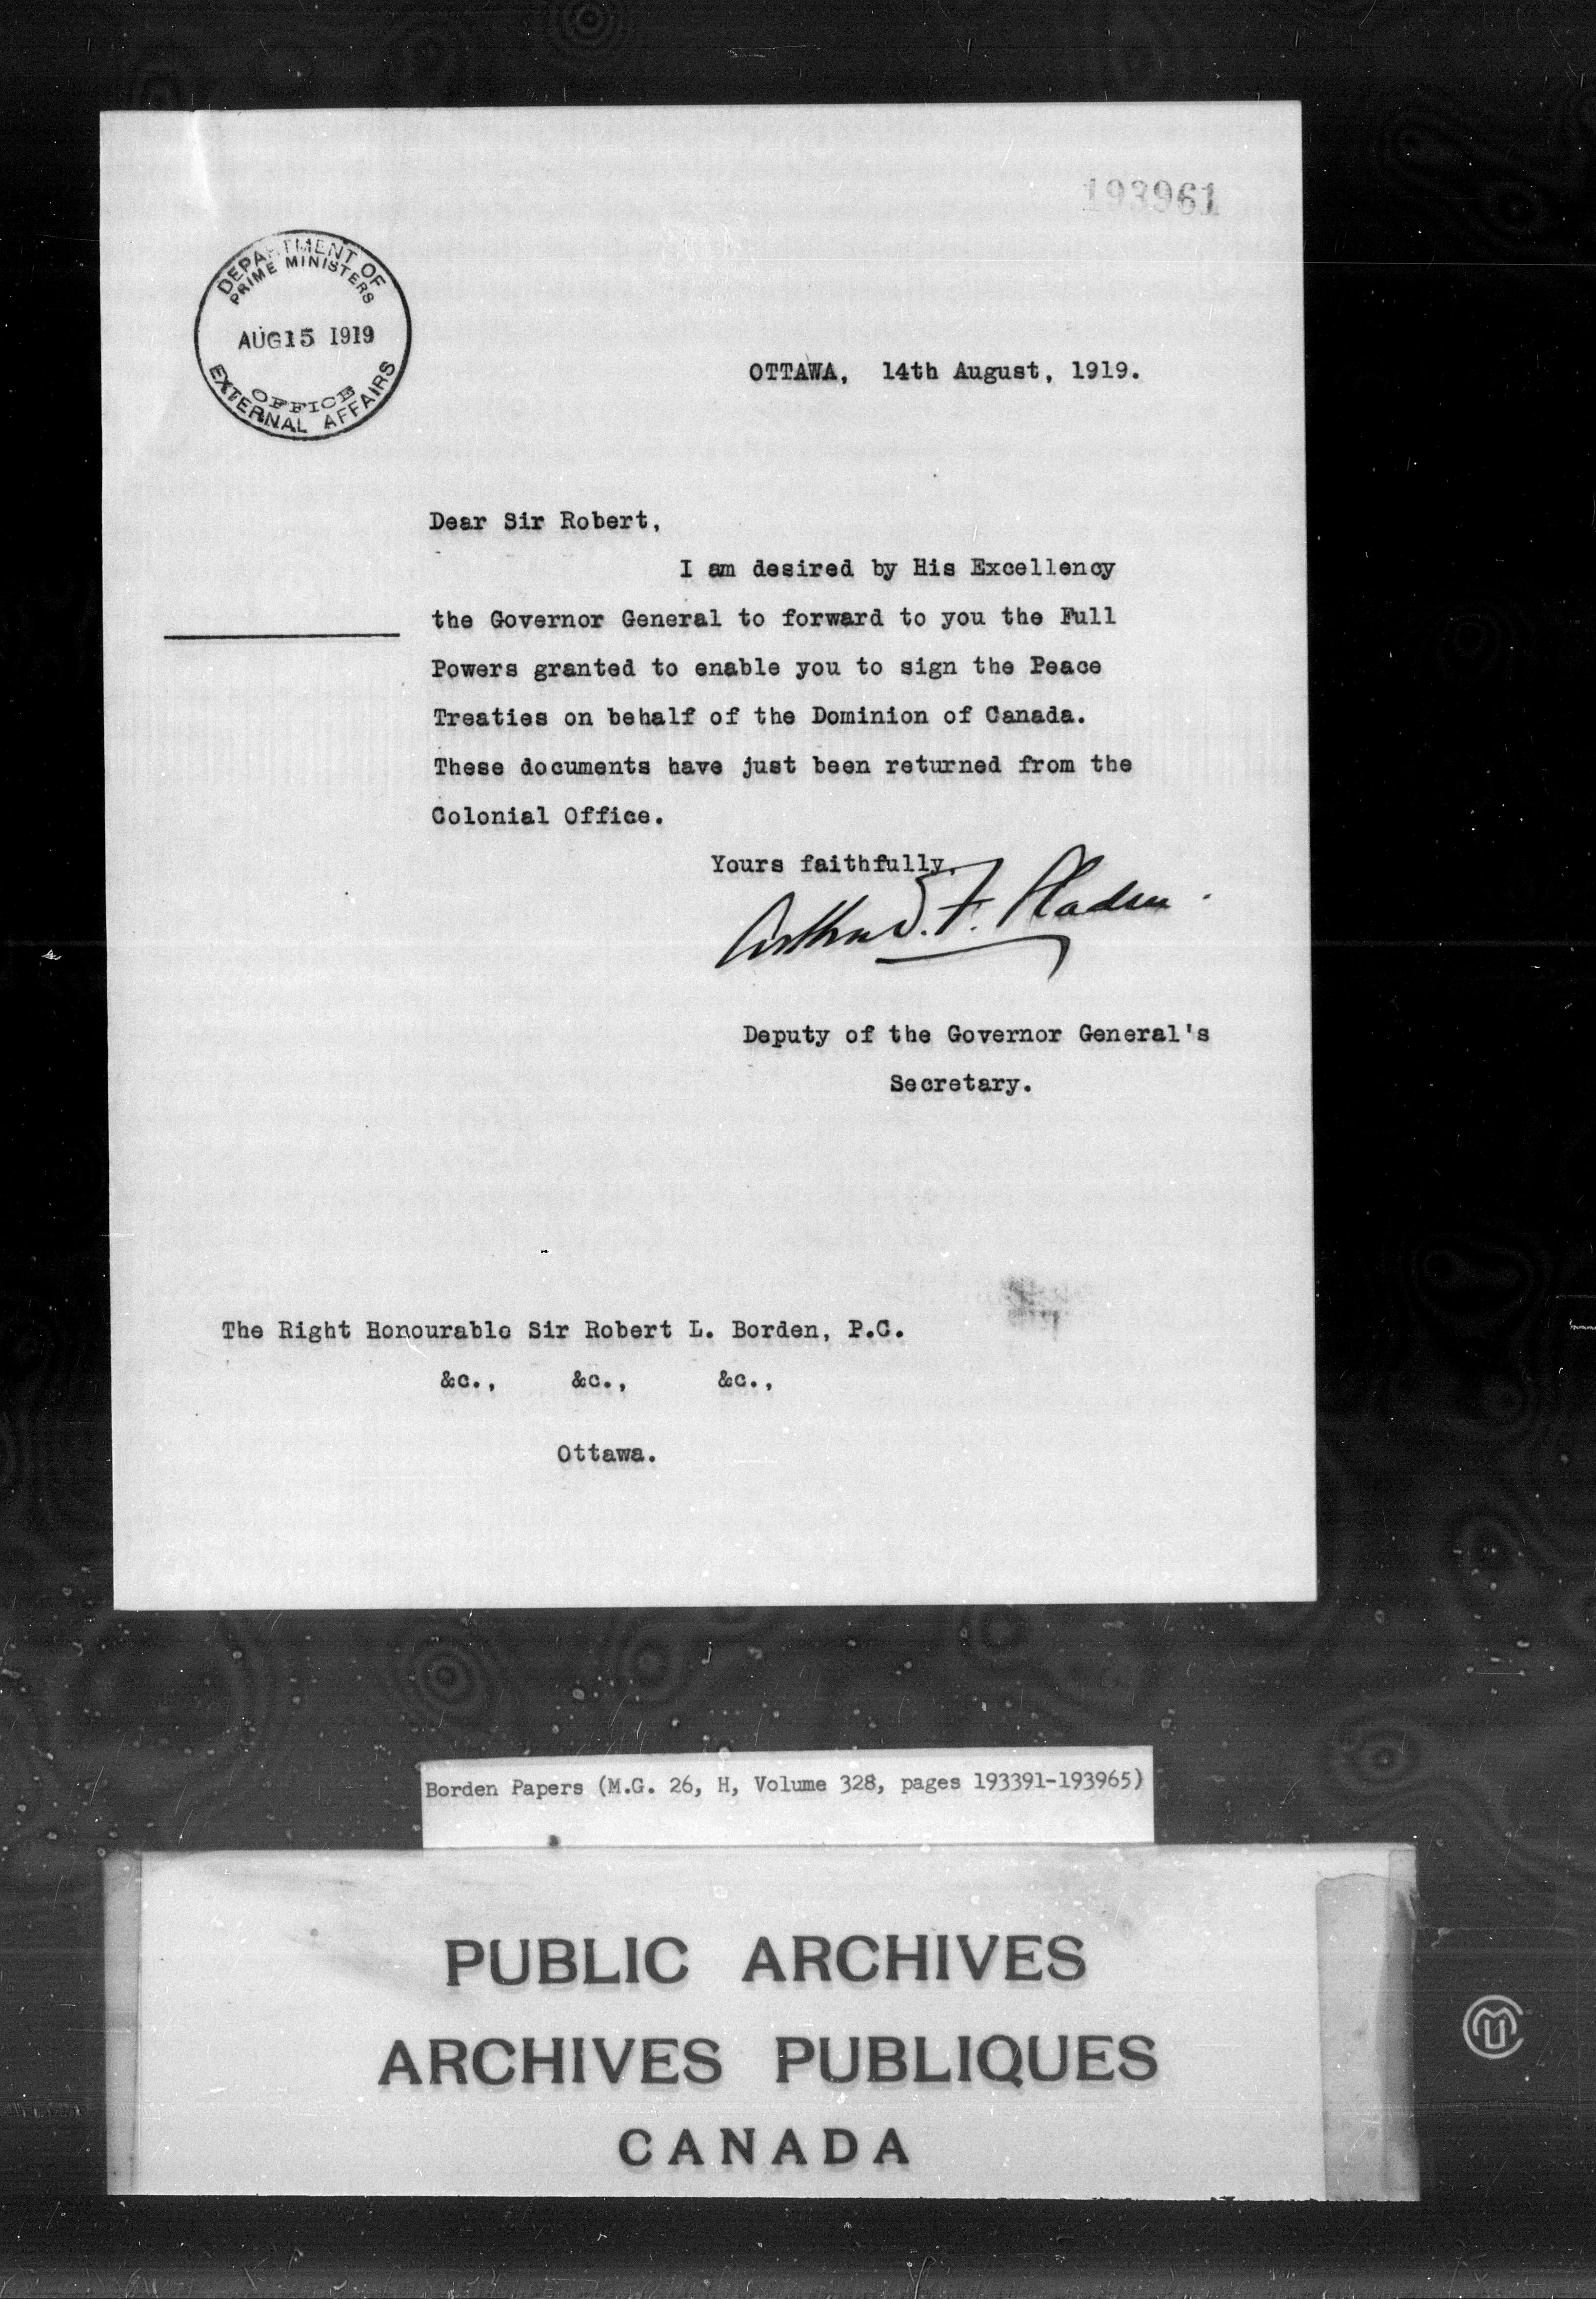 193961
DEPARTMENT OF
PRIME MINISTERS
AUG 15 1919
OFFICE
EXTERNAL AFFAIRS
OTTAWA, 14th August, 1919.
Dear Sir Robert,
I am desired by His Excellency
the Governor General to forward to you the Full
Powers granted to enable you to sign the Peace
Treaties on behalf of the Dominion of Canada.
These documents have just been returned from the
Colonial Office.
Yours faithfully,
Arthur F. Sladen.
Deputy of the Governor General's
Secretary.
The Right Honourable Sir Robert L. Borden, P.C.
&c., &c., &c.,
Ottawa.
Borden Papers (M.G. 26, H, Volume 328, pages 193391-193965)
PUBLIC ARCHIVES
ARCHIVES PUBLIQUES
CANADA